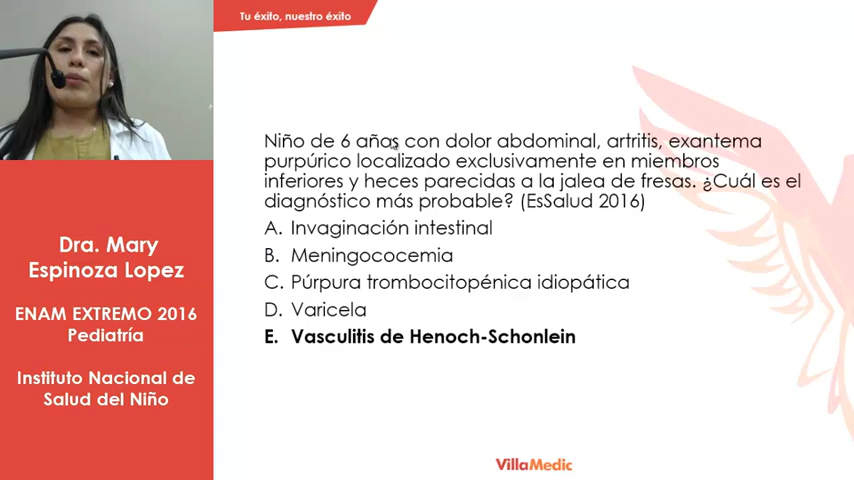 Tu éxito, nuestro éxito
Niño de 6 años con dolor abdominal, artritis, exantema
purpúrico localizado exclusivamente en miembros
inferiores y heces parecidas a la jalea de fresas. ¿Cuál es el
diagnóstico más probable? (EsSalud 2016)
A. Invaginación intestinal
B. Meningococemia
C. Púrpura trombocitopénica idiopática
D. Varicela
E. Vasculitis de Henoch-Schonlein
Dra. Mary
Espinoza Lopez
ENAM EXTREMO 2016
Pediatría
Instituto Nacional de
Salud del Niño
VillaMedic